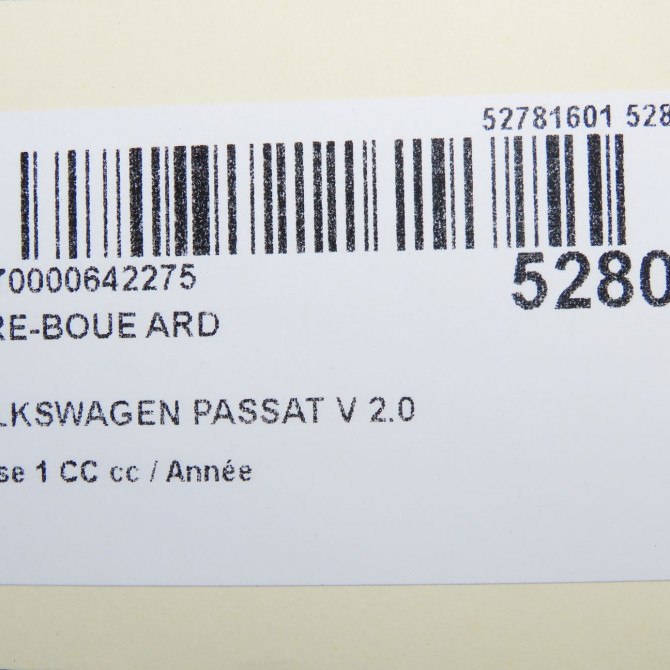 52781601 528
70000642275
5280
RE-BOUE ARD
LKSWAGEN PASSAT V 2.0
se 1 CC cc / Année